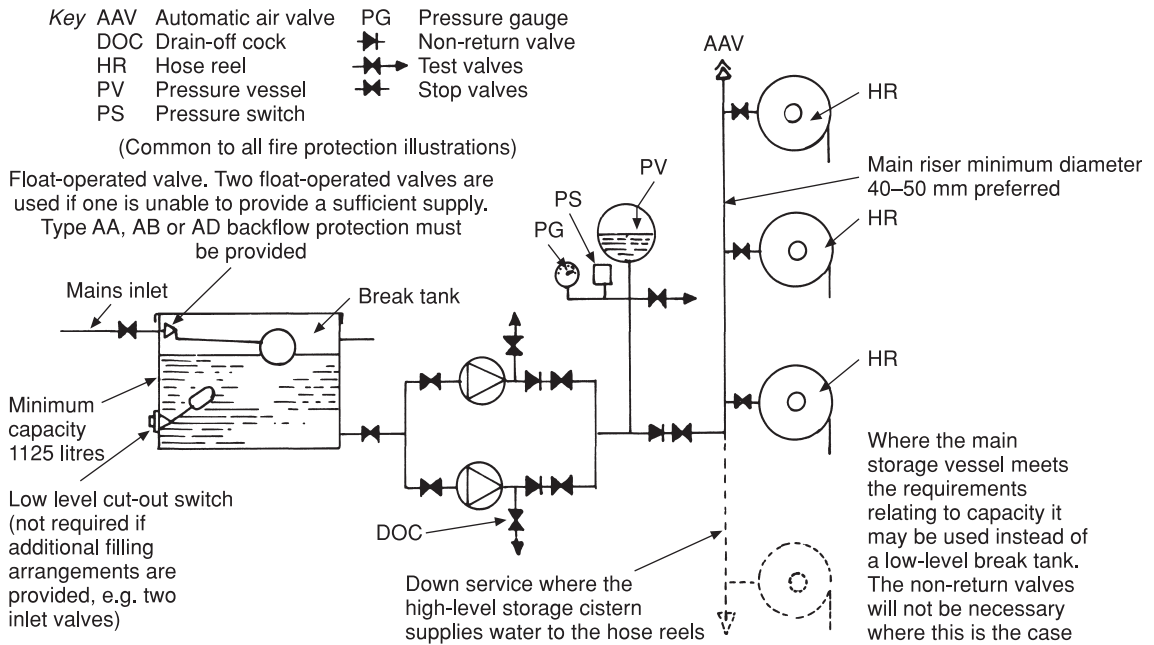 Key AAV Automatic air valve PG Pressure gauge
DOC Drain-off cock Non-return valve
HR Hose reel Test valves
PV Pressure vessel Stop valves
PS Pressure switch
(Common to all fire protection illustrations)
Float-operated valve. Two float-operated valves are
used if one is unable to provide a sufficient supply.
Type AA, AB or AD backflow protection must
be provided
Mains inlet
Break tank
Minimum
capacity
1125 litres
Low level cut-out switch
(not required if
additional filling
arrangements are
provided, e.g. two
inlet valves)
DOC
PG
PS
PV
AAV
HR
Main riser minimum diameter
40–50 mm preferred
HR
HR
Down service where the
high-level storage cistern
supplies water to the hose reels
Where the main
storage vessel meets
the requirements
relating to capacity it
may be used instead of
a low-level break tank.
The non-return valves
will not be necessary
where this is the case